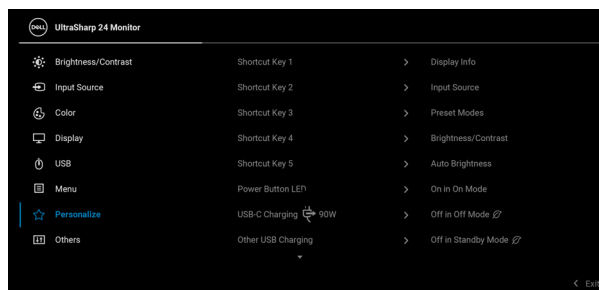 DELL UltraSharp 24 Monitor
Brightness/Contrast Shortcut Key 1 > Display Info
Input Source Shortcut Key 2 > Input Source
Color Shortcut Key 3 > Preset Modes
Display Shortcut Key 4 > Brightness/Contrast
USB Shortcut Key 5 > Auto Brightness
Menu Power Button LED > On in On Mode
Personalize USB-C Charging 90W > Off in Off Mode
Others Other USB Charging > Off in Standby Mode
< Exit